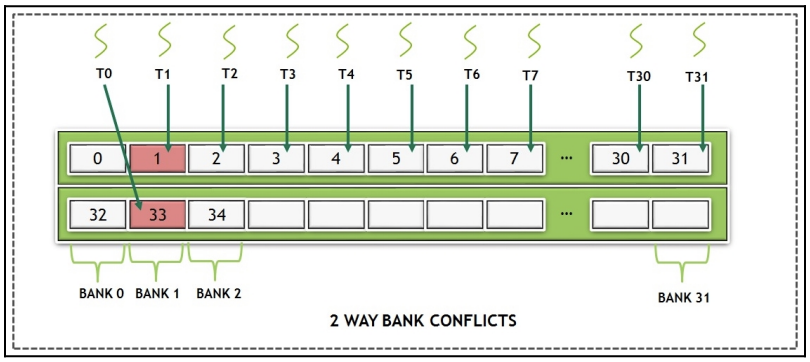 T0 T1 T2 T3 T4 T5 T6 T7 T30 T31
0 1 2 3 4 5 6 7 ... 30 31
32 33 34 ...
BANK 0 BANK 1 BANK 2 BANK 31
2 WAY BANK CONFLICTS